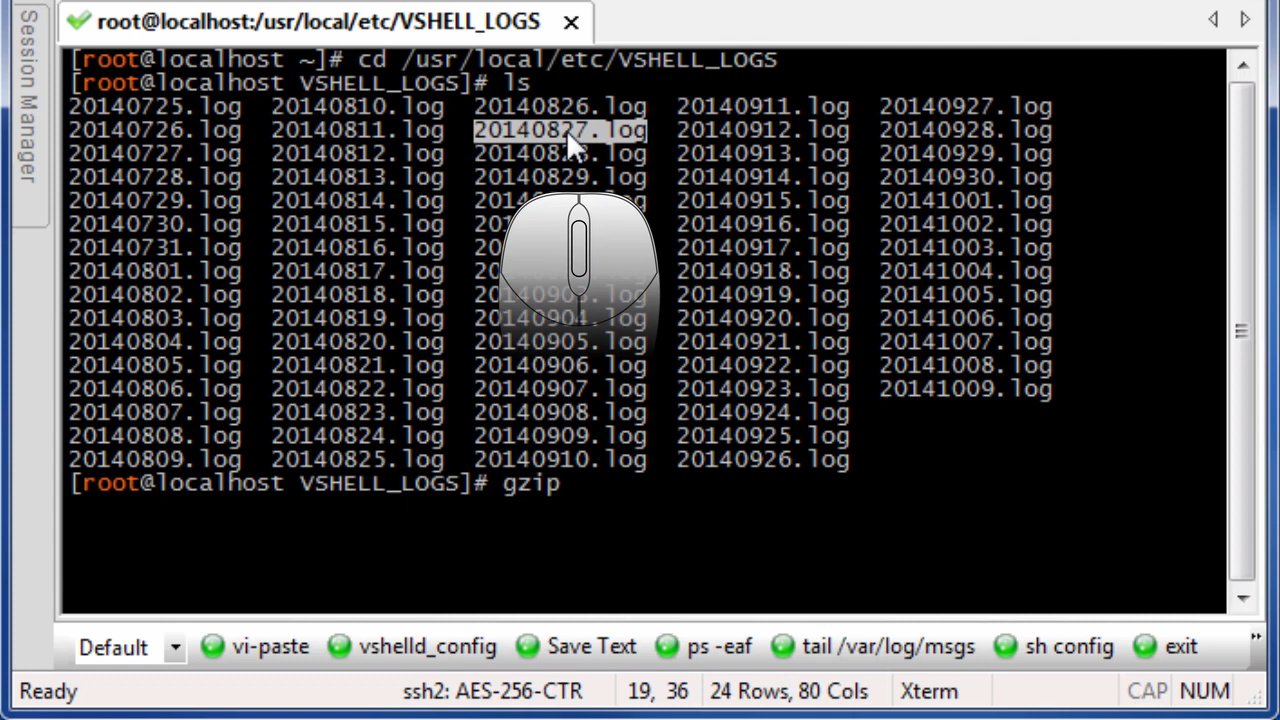 Session Manager
root@localhost:/usr/local/etc/VSHELL_LOGS
[root@localhost ~]# cd /usr/local/etc/VSHELL_LOGS
[root@localhost VSHELL_LOGS]# ls
20140725.log 20140810.log 20140826.log 20140911.log 20140927.log
20140726.log 20140811.log 20140827.log 20140912.log 20140928.log
20140727.log 20140812.log 20140828.log 20140913.log 20140929.log
20140728.log 20140813.log 20140829.log 20140914.log 20140930.log
20140729.log 20140814.log 20140915.log 20141001.log
20140730.log 20140815.log 20140916.log 20141002.log
20140731.log 20140816.log 20140917.log 20141003.log
20140801.log 20140817.log 20140918.log 20141004.log
20140802.log 20140818.log 20140903.log 20140919.log 20141005.log
20140803.log 20140819.log 20140904.log 20140920.log 20141006.log
20140804.log 20140820.log 20140905.log 20140921.log 20141007.log
20140805.log 20140821.log 20140906.log 20140922.log 20141008.log
20140806.log 20140822.log 20140907.log 20140923.log 20141009.log
20140807.log 20140823.log 20140908.log 20140924.log
20140808.log 20140824.log 20140909.log 20140925.log
20140809.log 20140825.log 20140910.log 20140926.log
[root@localhost VSHELL_LOGS]# gzip
Default vi-paste vshelld_config Save Text ps -eaf tail /var/log/msgs sh config exit
Ready ssh2: AES-256-CTR 19, 36 24 Rows, 80 Cols Xterm CAP NUM